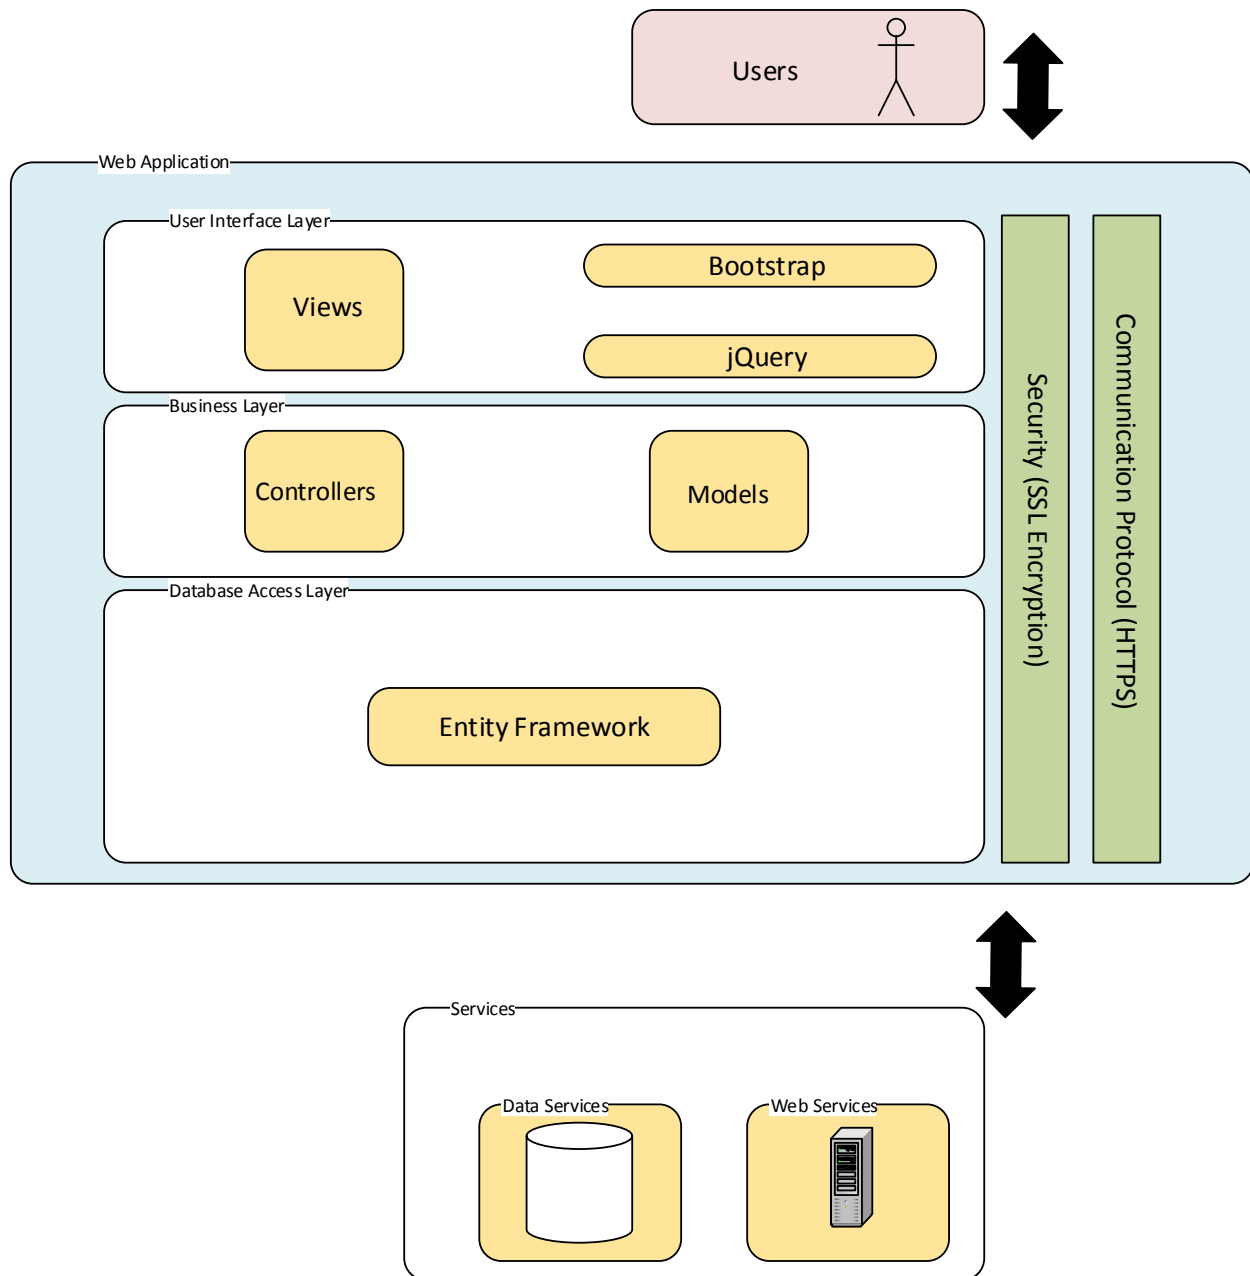 Users
Web Application
User Interface Layer
Views
Bootstrap
jQuery
Business Layer
Controllers
Models
Database Access Layer
Entity Framework
Security (SSL Encryption)
Communication Protocol (HTTPS)
Services
Data Services
Web Services